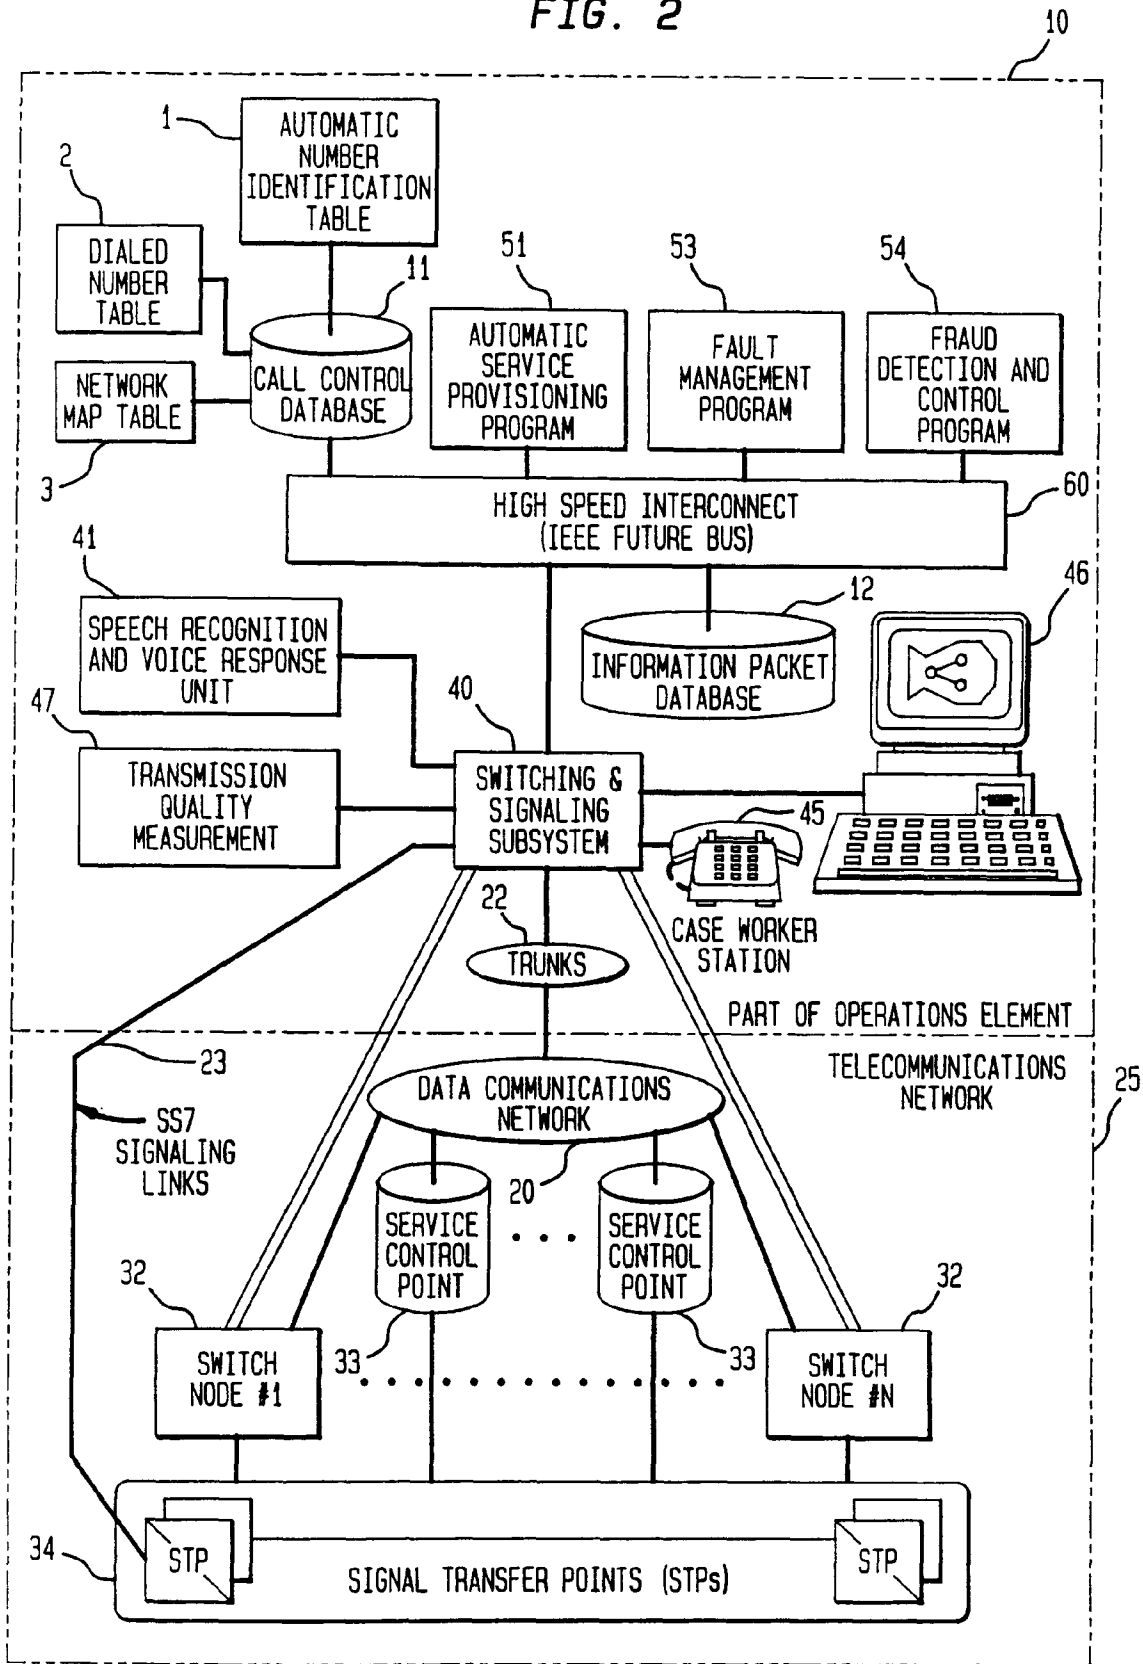 FIG. 2
10
1
AUTOMATIC
NUMBER
IDENTIFICATION
TABLE
2
DIALED
NUMBER
TABLE
11
CALL CONTROL
DATABASE
NETWORK
MAP TABLE
3
51
AUTOMATIC
SERVICE
PROVISIONING
PROGRAM
53
FAULT
MANAGEMENT
PROGRAM
54
FRAUD
DETECTION AND
CONTROL
PROGRAM
HIGH SPEED INTERCONNECT
(IEEE FUTURE BUS)
60
41
SPEECH RECOGNITION
AND VOICE RESPONSE
UNIT
12
INFORMATION PACKET
DATABASE
46
47
TRANSMISSION
QUALITY
MEASUREMENT
40
SWITCHING &
SIGNALING
SUBSYSTEM
45
CASE WORKER
STATION
22
TRUNKS
PART OF OPERATIONS ELEMENT
23
TELECOMMUNICATIONS
NETWORK
25
DATA COMMUNICATIONS
NETWORK
20
SS7
SIGNALING
LINKS
SERVICE
CONTROL
POINT
33
SERVICE
CONTROL
POINT
33
32
SWITCH
NODE #1
32
SWITCH
NODE #N
34
STP
STP
SIGNAL TRANSFER POINTS (STPs)